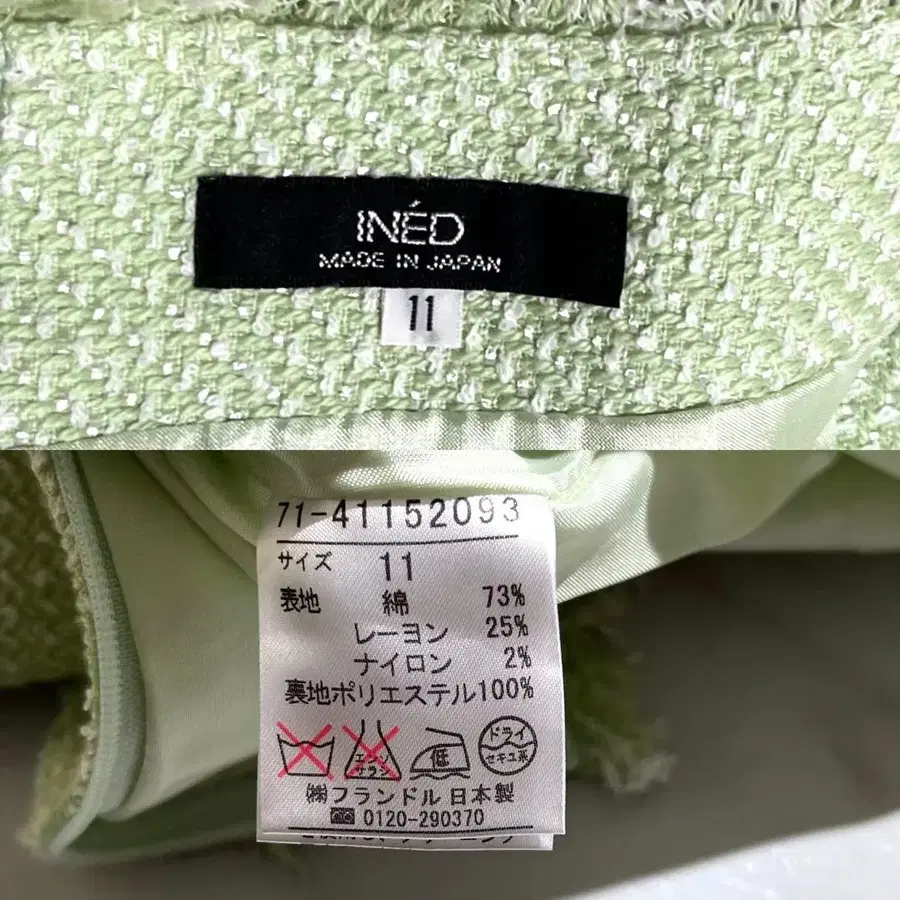 INÉD
MADE IN JAPAN
11
71-41152093
サイズ 11
表地 綿 73%
レーヨン 25%
ナイロン 2%
裏地ポリエステル100%
エンソ
サラシ
低
ドライ
セキユ系
㈱フランドル 日本製
0120-290370